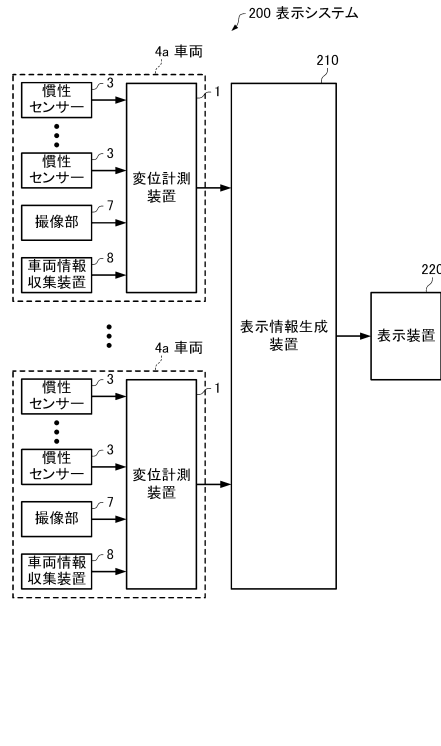 200 表示システム
4a 車両
210
慣性
センサー
3
1
慣性
センサー
3
変位計測
装置
撮像部
7
車両情報
収集装置
8
220
表示情報生成
装置
表示装置
4a 車両
慣性
センサー
3
1
慣性
センサー
3
変位計測
装置
撮像部
7
車両情報
収集装置
8